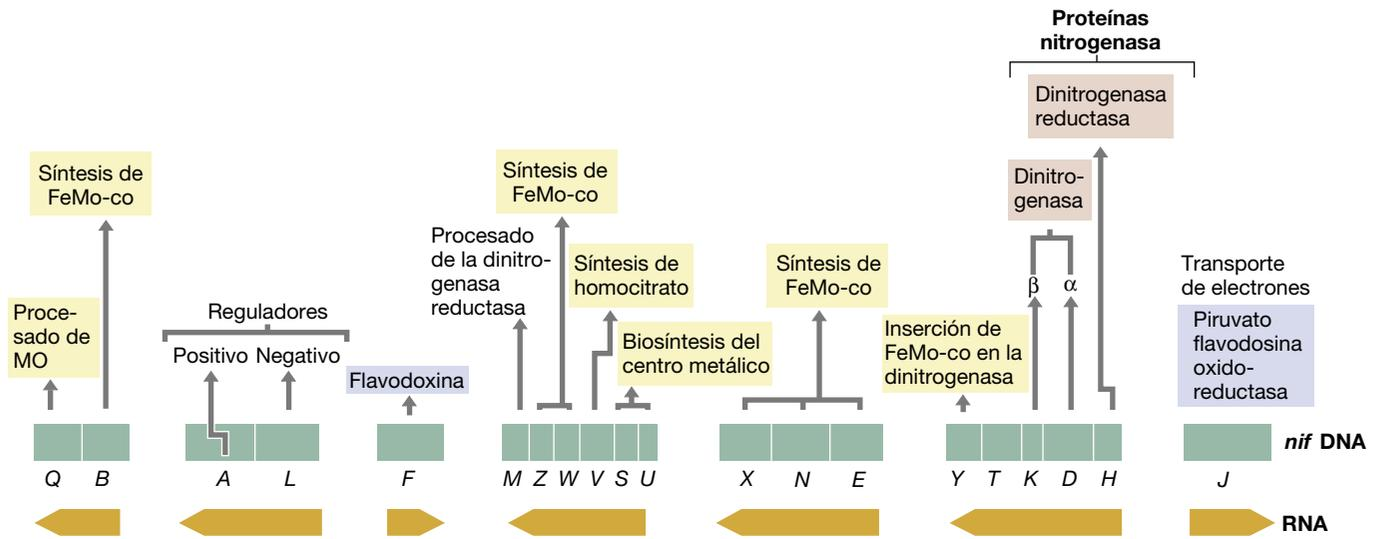 Proteínas
nitrogenasa
Dinitrogenasa
reductasa
Síntesis de
FeMo-co
Síntesis de
FeMo-co
Dinitro-
genasa
Procesado
de la dinitro-
genasa
reductasa
Síntesis de
homocitrato
Síntesis de
FeMo-co
β α
Transporte
de electrones
Proce-
sado de
MO
Reguladores
Positivo Negativo
Flavodoxina
Biosíntesis del
centro metálico
Inserción de
FeMo-co en la
dinitrogenasa
Piruvato
flavodosina
oxido-
reductasa
nif DNA
Q B A L F M Z W V S U X N E Y T K D H J
RNA